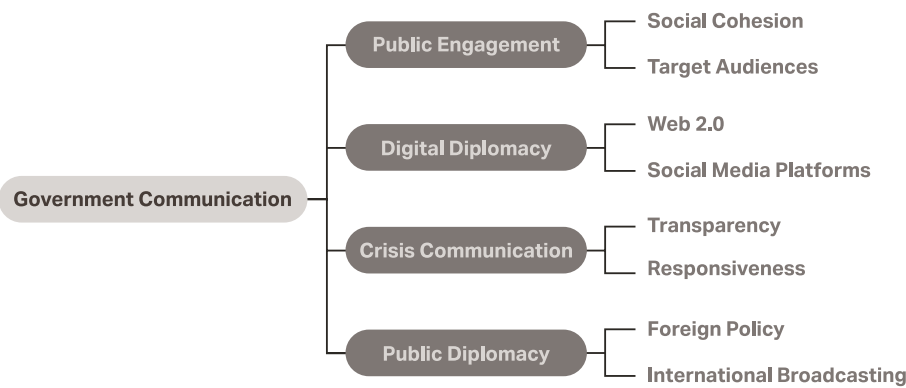 Government Communication
Public Engagement
Social Cohesion
Target Audiences
Digital Diplomacy
Web 2.0
Social Media Platforms
Crisis Communication
Transparency
Responsiveness
Public Diplomacy
Foreign Policy
International Broadcasting